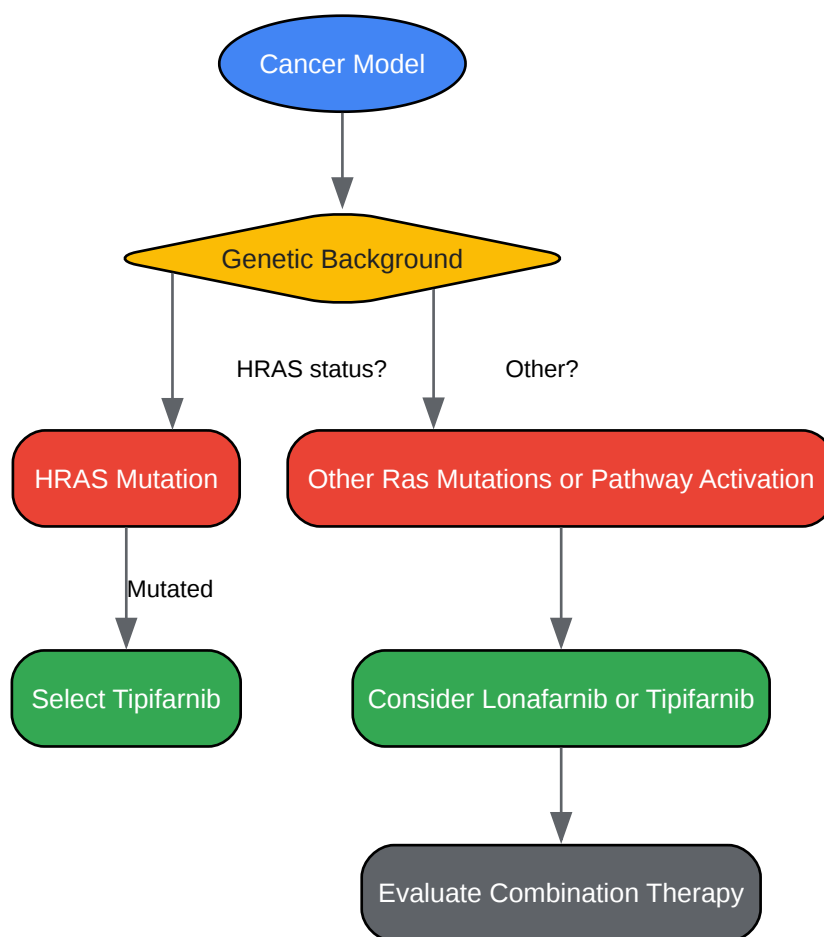 Cancer Model
Genetic Background
HRAS status?
Other?
HRAS Mutation
Other Ras Mutations or Pathway Activation
Mutated
Select Tipifarnib
Consider Lonafarnib or Tipifarnib
Evaluate Combination Therapy